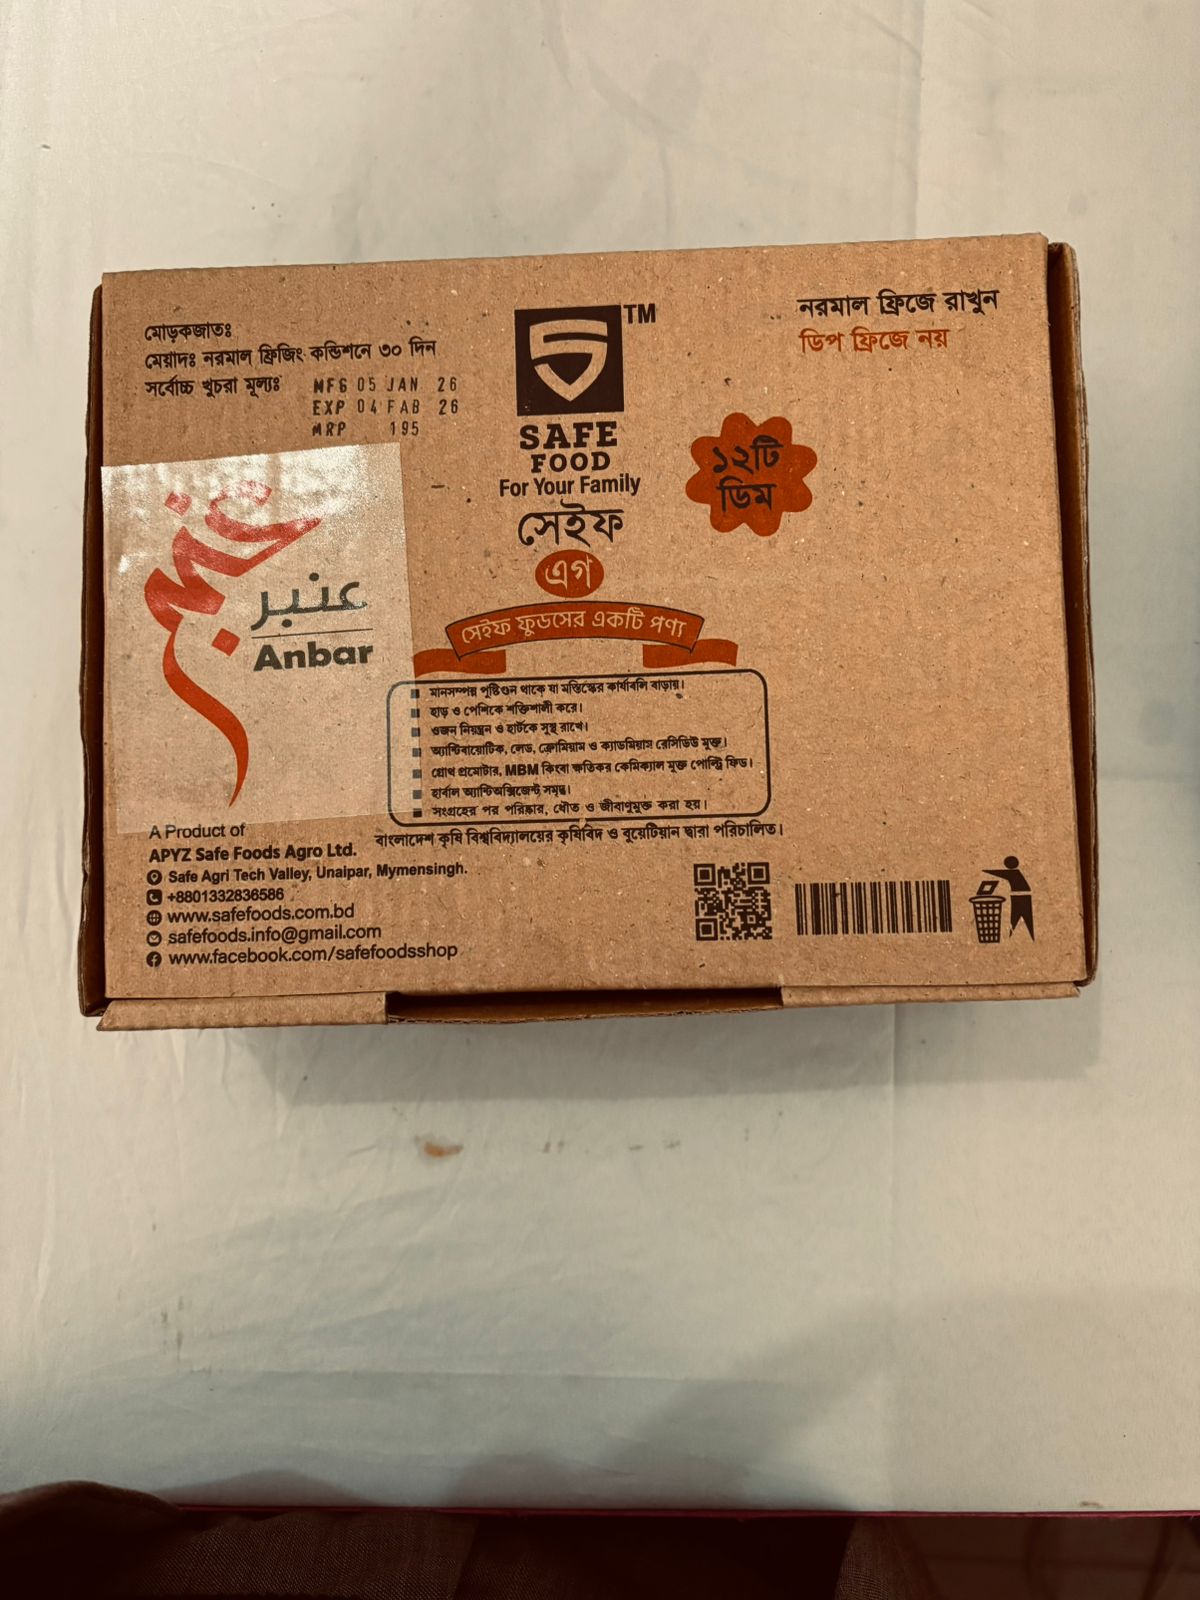 মোড়কজাতঃ
মেয়াদঃ নরমাল ফ্রিজিং কন্ডিশনে ৩০ দিন
সর্বোচ্চ খুচরা মূল্যঃ
MFG 05 JAN 26
EXP 04 FAB 26
MRP 195
TM
SAFE
FOOD
For Your Family
সেইফ
এগ
সেইফ ফুডসের একটি পণ্য
নরমাল ফ্রিজে রাখুন
ডিপ ফ্রিজে নয়
১২টি
ডিম
عنبر
عنبر
Anbar
মানসম্পন্ন পুষ্টিগুন থাকে যা মস্তিষ্কের কার্যাবলি বাড়ায়।
হাড় ও পেশিকে শক্তিশালী করে।
ওজন নিয়ন্ত্রন ও হার্টকে সুস্থ রাখে।
অ্যান্টিবায়োটিক, লেড, ক্রোমিয়াম ও ক্যাডমিয়াম রেসিডিউ মুক্ত।
গ্রোথ প্রমোটার, MBM কিংবা ক্ষতিকর কেমিক্যাল মুক্ত পোল্ট্রি ফিড।
হার্বাল অ্যান্টিঅক্সিজেন্ট সমৃদ্ধ।
সংগ্রহের পর পরিষ্কার, ধৌত ও জীবাণুমুক্ত করা হয়।
বাংলাদেশ কৃষি বিশ্ববিদ্যালয়ের কৃষিবিদ ও বুয়েটিয়ান দ্বারা পরিচালিত।
A Product of
APYZ Safe Foods Agro Ltd.
Safe Agri Tech Valley, Unaipar, Mymensingh.
+8801332836586
www.safefoods.com.bd
safefoods.info@gmail.com
www.facebook.com/safefoodsshop